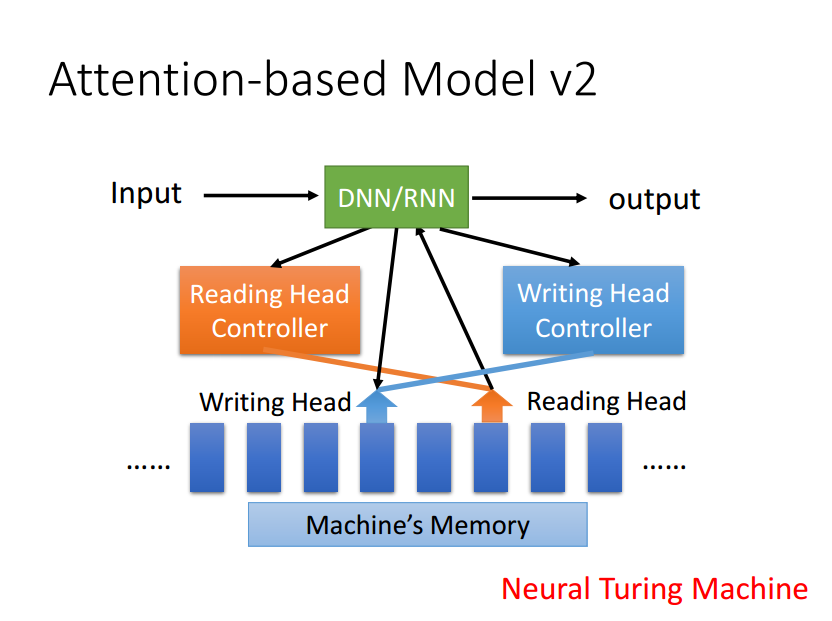 Attention-based Model v2
Input
DNN/RNN
output
Reading Head
Controller
Writing Head
Controller
Writing Head
Reading Head
……
……
Machine’s Memory
Neural Turing Machine